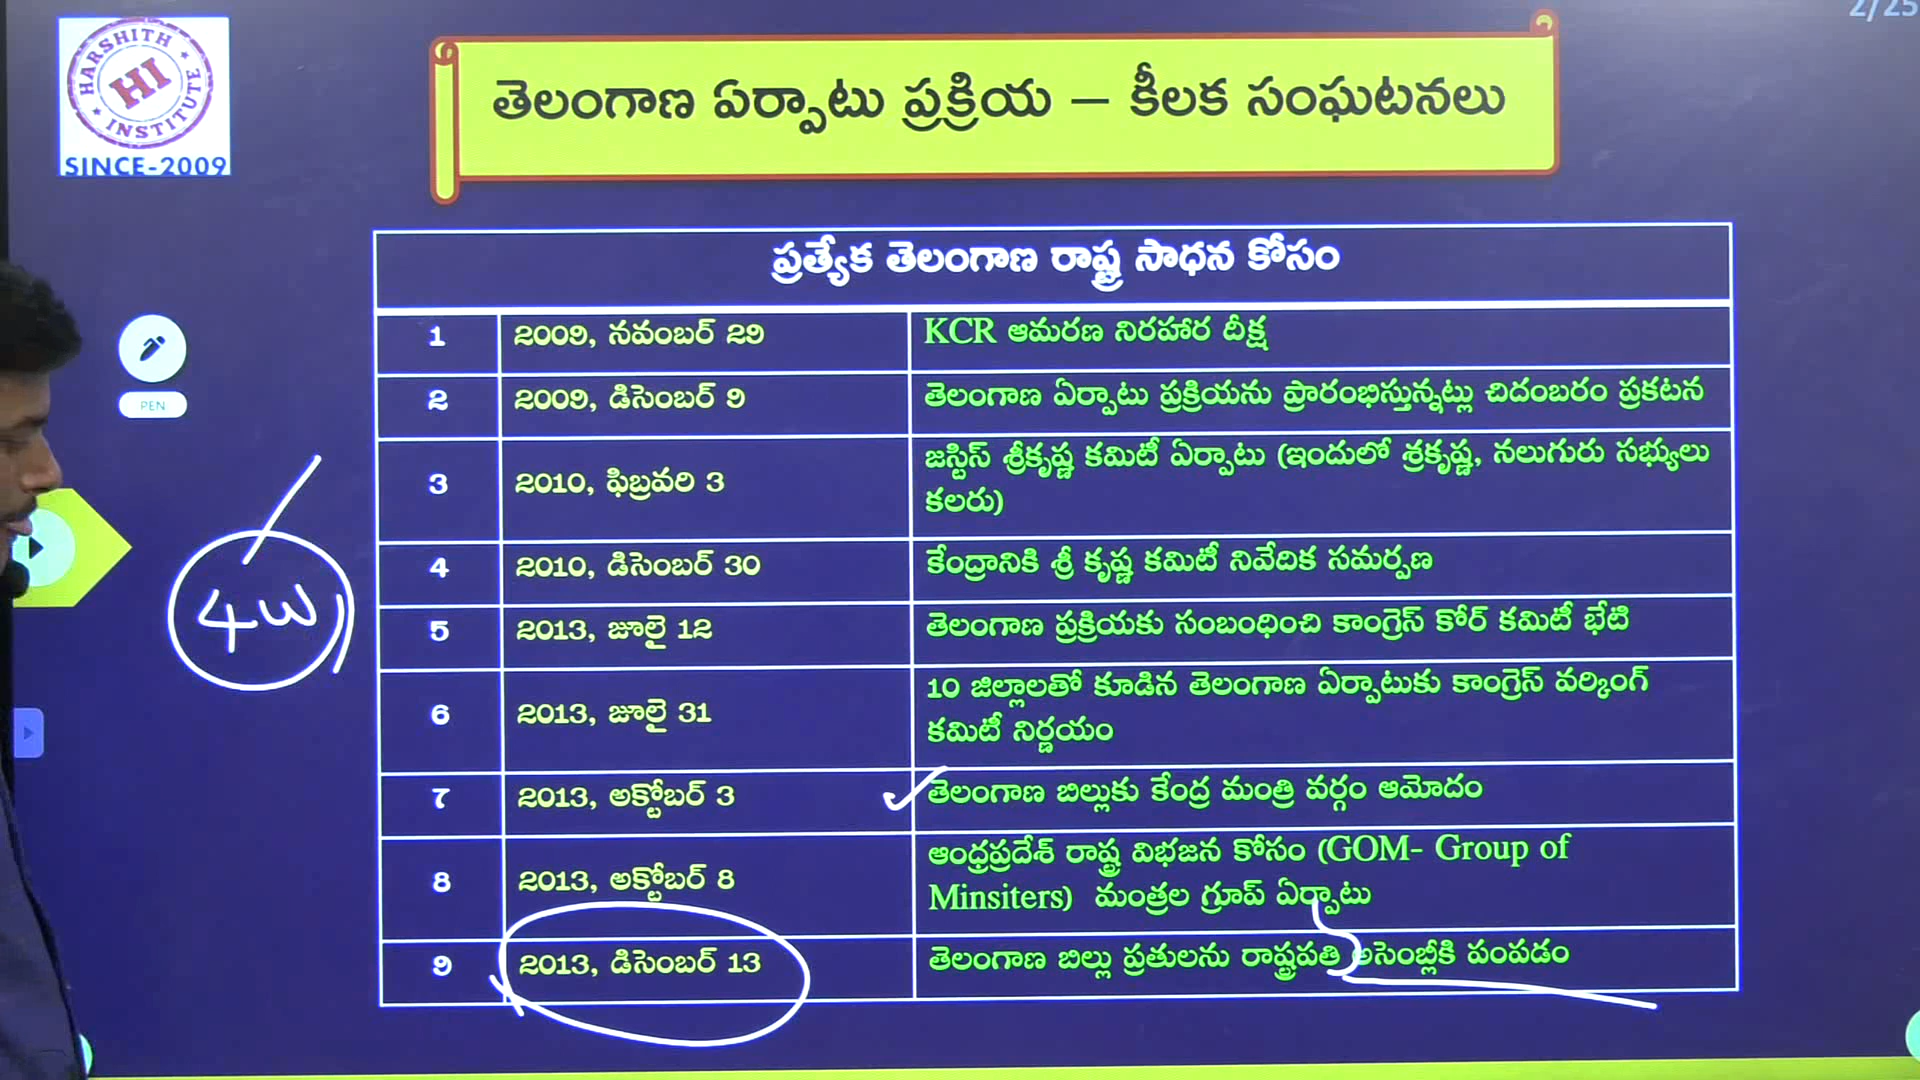 2/25
HARSHITH
HI
INSTITUTE
SINCE-2009
తెలంగాణ ఏర్పాటు ప్రక్రియ – కీలక సంఘటనలు
ప్రత్యేక తెలంగాణ రాష్ట్ర సాధన కోసం
1 2009, నవంబర్ 29 KCR ఆమరణ నిరహార దీక్ష
2 2009, డిసెంబర్ 9 తెలంగాణ ఏర్పాటు ప్రక్రియను ప్రారంభిస్తున్నట్లు చిదంబరం ప్రకటన
3 2010, ఫిబ్రవరి 3 జస్టిస్ శ్రీకృష్ణ కమిటీ ఏర్పాటు (ఇందులో శ్రకృష్ణ, నలుగురు సభ్యులు
కలరు)
4 2010, డిసెంబర్ 30 కేంద్రానికి శ్రీ కృష్ణ కమిటీ నివేదిక సమర్పణ
5 2013, జూలై 12 తెలంగాణ ప్రక్రియకు సంబంధించి కాంగ్రెస్ కోర్ కమిటీ భేటి
6 2013, జూలై 31 10 జిల్లాలతో కూడిన తెలంగాణ ఏర్పాటుకు కాంగ్రెస్ వర్కింగ్
కమిటీ నిర్ణయం
7 2013, అక్టోబర్ 3 తెలంగాణ బిల్లుకు కేంద్ర మంత్రి వర్గం ఆమోదం
8 2013, అక్టోబర్ 8 ఆంధ్రప్రదేశ్ రాష్ట్ర విభజన కోసం (GOM- Group of
Minsiters) మంత్రల గ్రూప్ ఏర్పాటు
9 2013, డిసెంబర్ 13 తెలంగాణ బిల్లు ప్రతులను రాష్ట్రపతి అసెంబ్లీకి పంపడం
PEN
4W